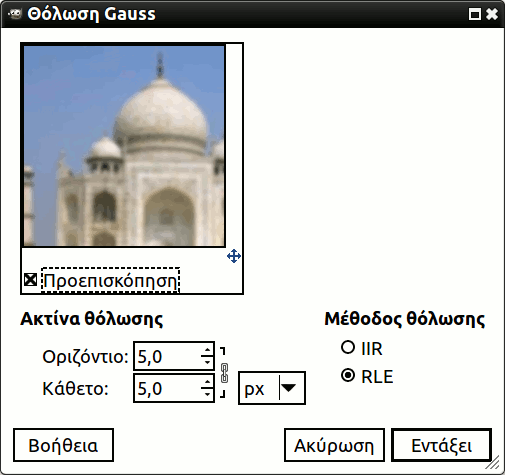 Θόλωση Gauss
Προεπισκόπηση
Ακτίνα θόλωσης
Οριζόντιο: 5,0
Κάθετο: 5,0
px
Μέθοδος θόλωσης
IIR
RLE
Βοήθεια Ακύρωση Εντάξει